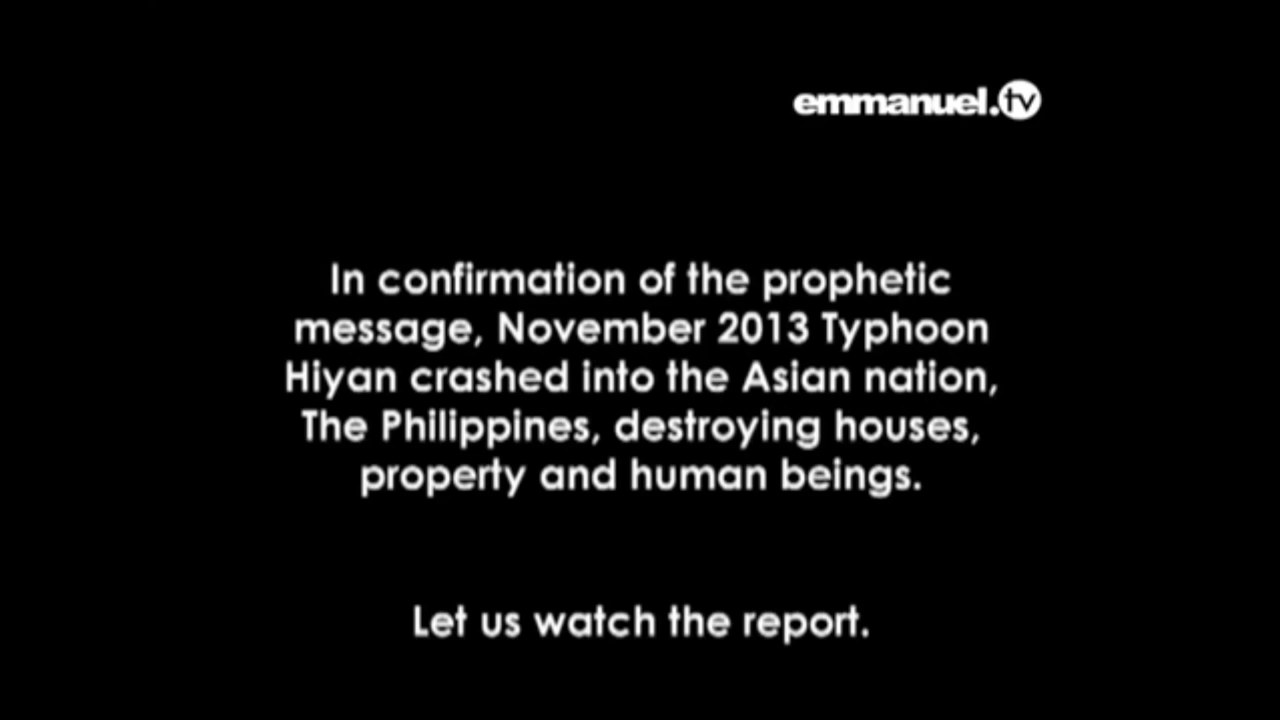 emmanuel.tv
In confirmation of the prophetic
message, November 2013 Typhoon
Hiyan crashed into the Asian nation,
The Philippines, destroying houses,
property and human beings.
Let us watch the report.